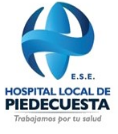 E.S.E.
HOSPITAL LOCAL DE
PIEDECUESTA
Trabajamos por tu salud